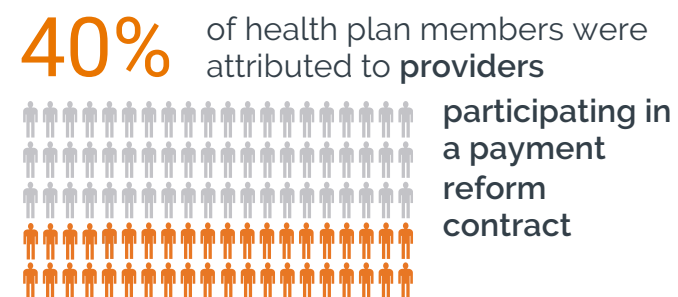 40%
of health plan members were
attributed to providers
participating in
a payment
reform
contract